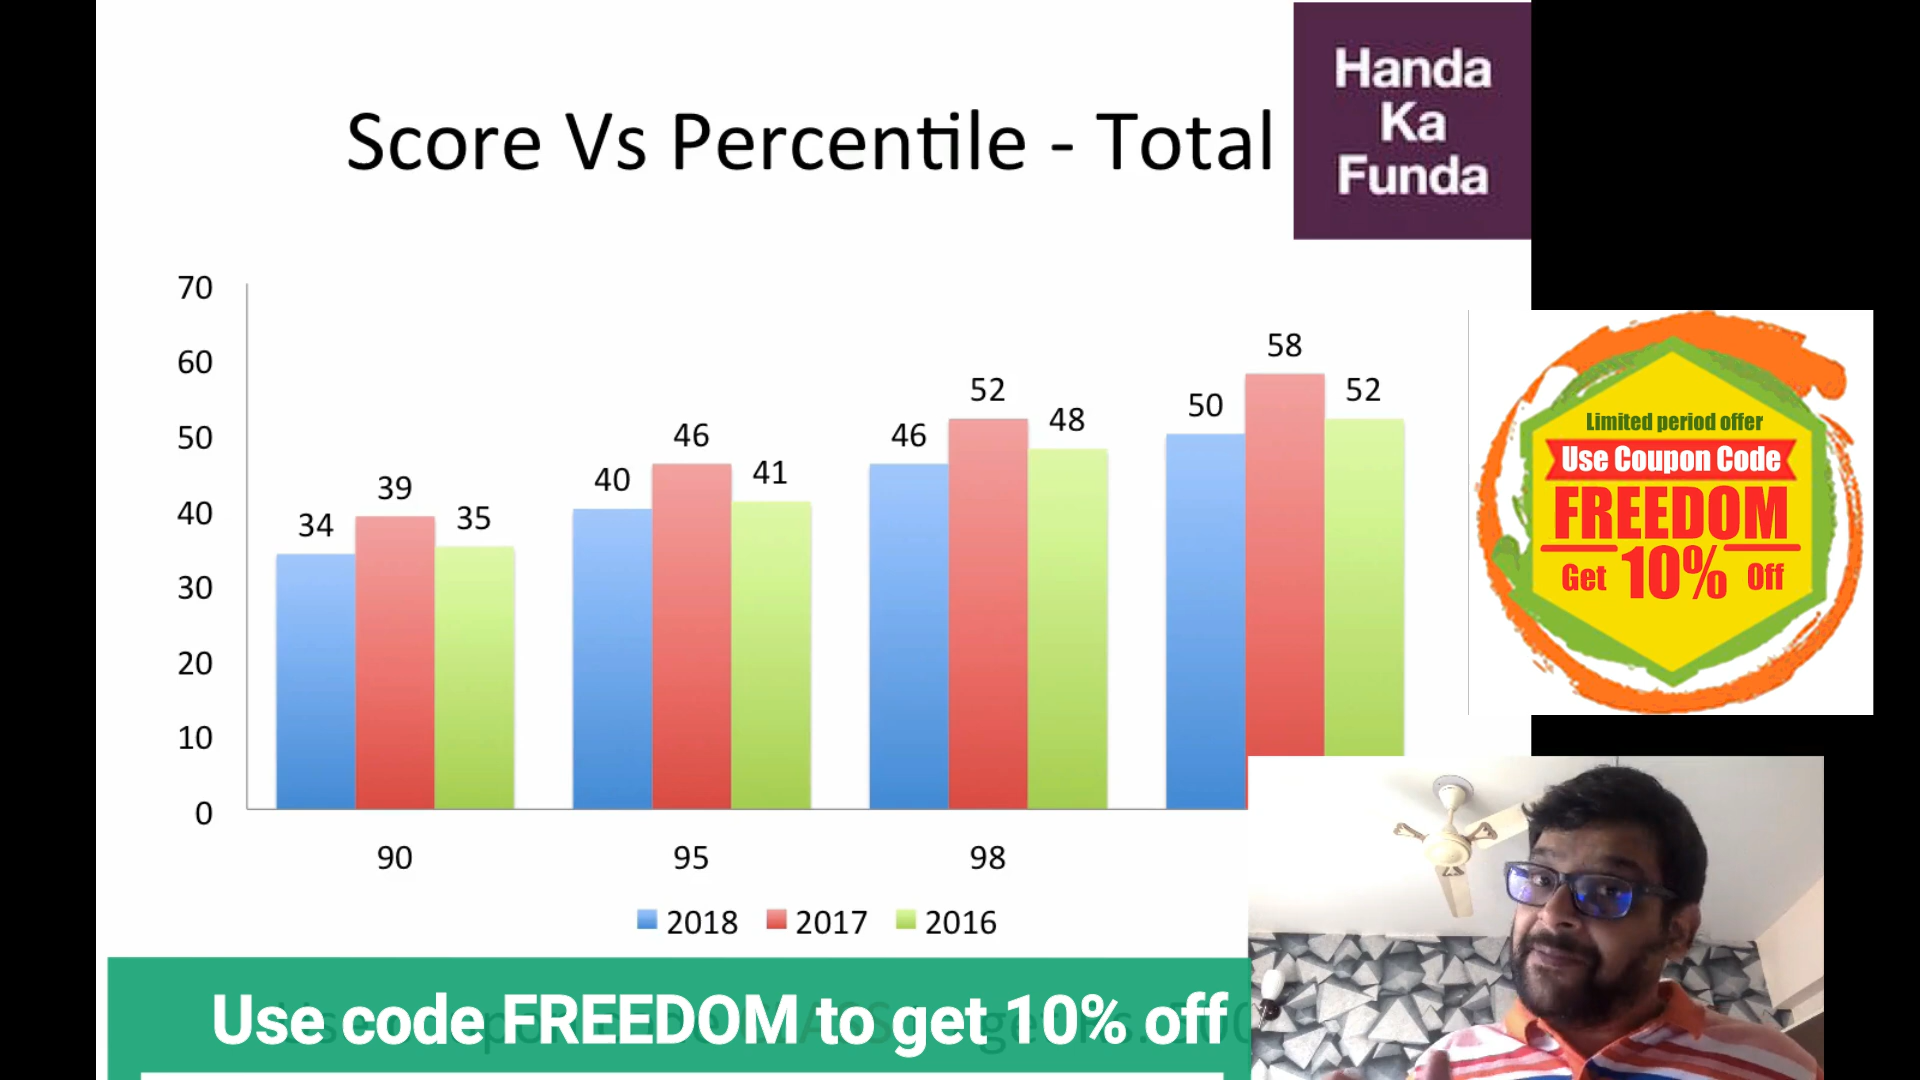 Handa
Ka
Funda
Score Vs Percentile - Total
70
60
50
40
30
20
10
0
34
39
35
40
46
41
46
52
48
50
58
52
90
95
98
2018
2017
2016
Limited period offer
Use Coupon Code
FREEDOM
Get 10% Off
Use code FREEDOM to get 10% off